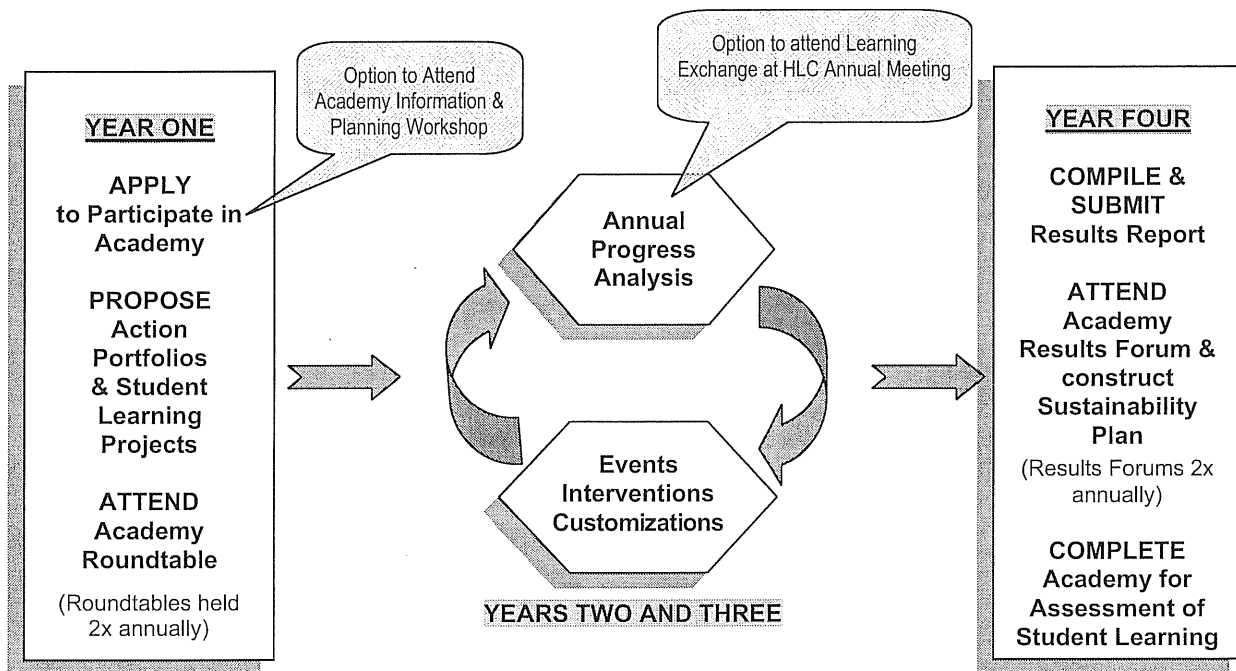 YEAR ONE
APPLY
to Participate in
Academy
PROPOSE
Action
Portfolios
& Student
Learning
Projects
ATTEND
Academy
Roundtable
(Roundtables held
2x annually)
Option to Attend
Academy Information &
Planning Workshop
Option to attend Learning
Exchange at HLC Annual Meeting
Annual
Progress
Analysis
Events
Interventions
Customizations
YEARS TWO AND THREE
YEAR FOUR
COMPILE &
SUBMIT
Results Report
ATTEND
Academy
Results Forum &
construct
Sustainability
Plan
(Results Forums 2x
annually)
COMPLETE
Academy for
Assessment of
Student Learning